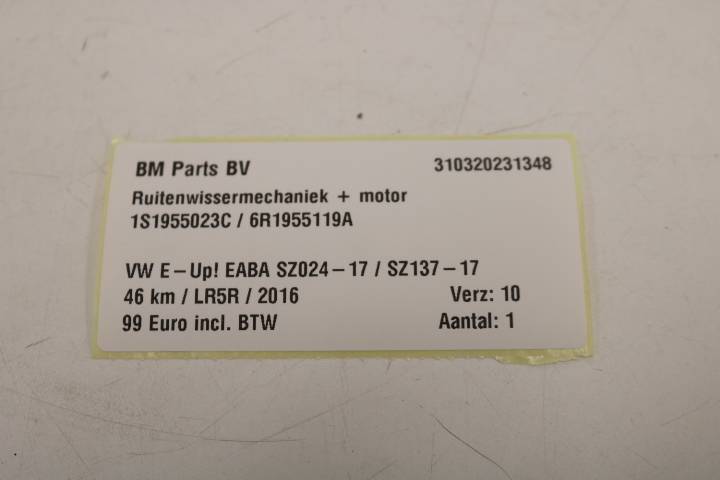 BM Parts BV 310320231348
Ruitenwissermechaniek + motor
1S1955023C / 6R1955119A
VW E-Up! EABA SZ024-17 / SZ137-17
46 km / LR5R / 2016 Verz: 10
99 Euro incl. BTW Aantal: 1